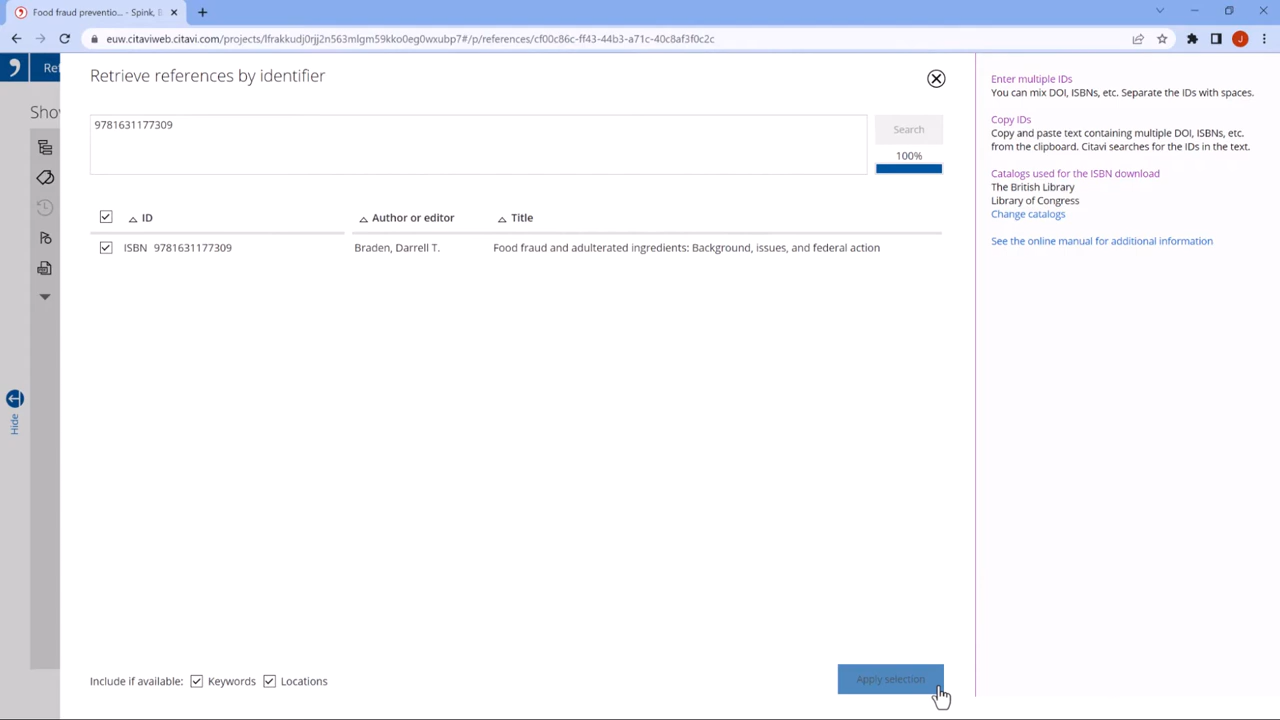 Food fraud preventio... - Spink, B
euw.citaviweb.citavi.com/projects/lfrakkudj0rjj2n563mlgm59kko0eg0wxubp7#/p/references/cf00c86c-ff43-44b3-a71c-40c8af3f0c2c
J
Ref
Show
Hide
Retrieve references by identifier
9781631177309
Search
100%
ID Author or editor Title
ISBN 9781631177309 Braden, Darrell T. Food fraud and adulterated ingredients: Background, issues, and federal action
Include if available: Keywords Locations
Apply selection
Enter multiple IDs
You can mix DOI, ISBNs, etc. Separate the IDs with spaces.
Copy IDs
Copy and paste text containing multiple DOI, ISBNs, etc.
from the clipboard. Citavi searches for the IDs in the text.
Catalogs used for the ISBN download
The British Library
Library of Congress
Change catalogs
See the online manual for additional information